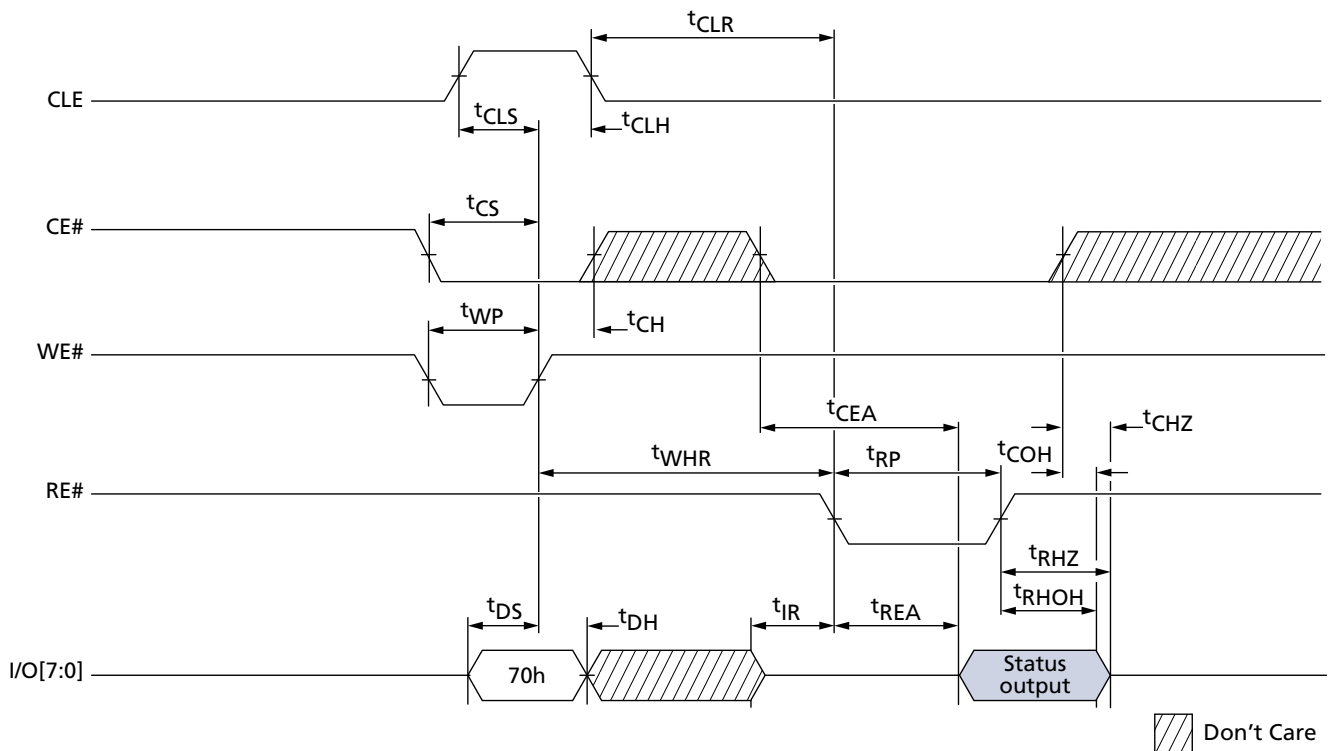 tCLR
CLE
tCLS
tCLH
tCS
CE#
tWP
tCH
WE#
tCEA
tCHZ
tWHR
tRP
tCOH
RE#
tRHZ
tRHOH
tDS
tDH
tIR
tREA
I/O[7:0]
70h
Status
output
Don't Care